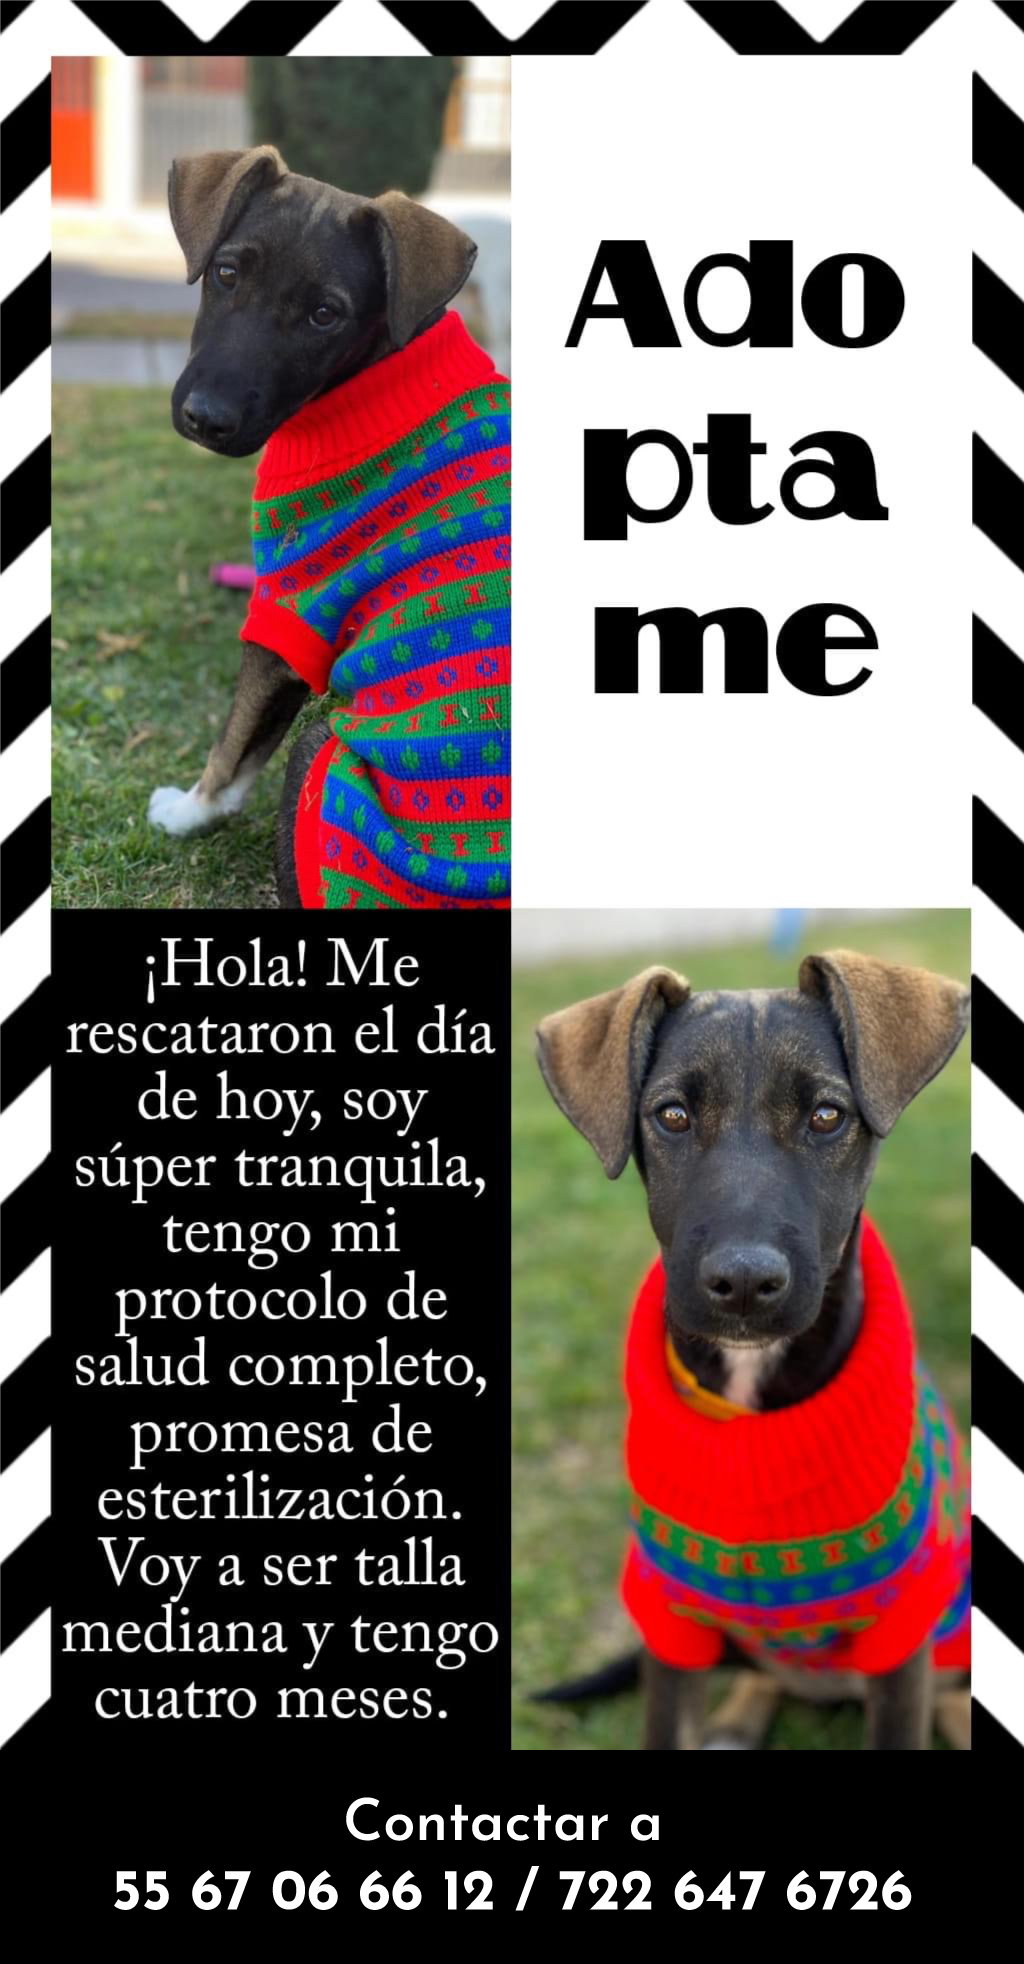 Ado
pta
me
¡Hola! Me
rescataron el día
de hoy, soy
súper tranquila,
tengo mi
protocolo de
salud completo,
promesa de
esterilización.
Voy a ser talla
mediana y tengo
cuatro meses.
Contactar a
55 67 06 66 12 / 722 647 6726